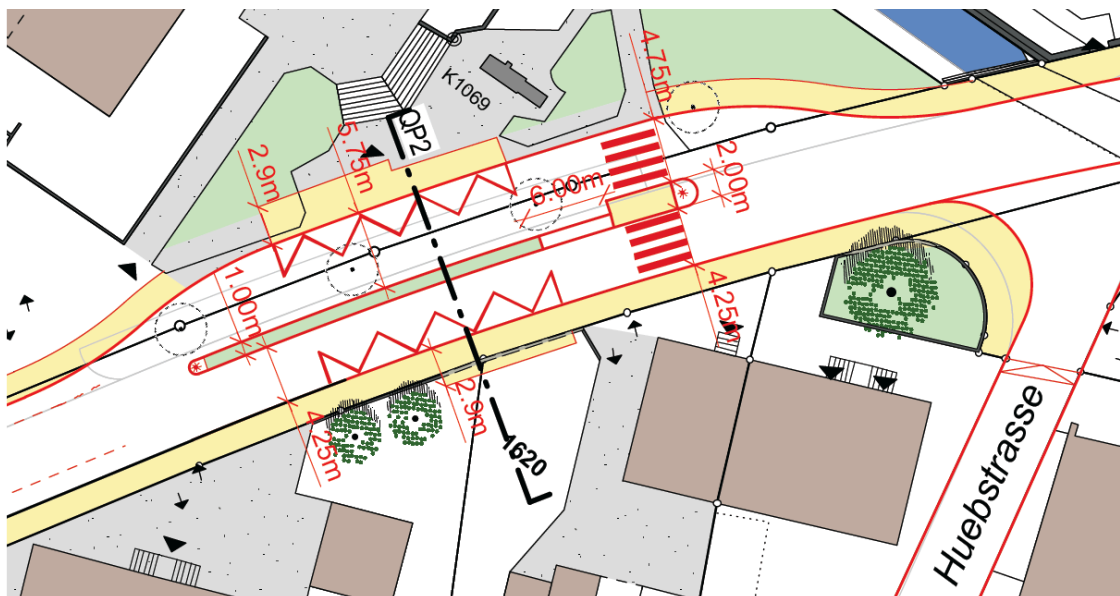 4.75m
K1069
QP2
5.75m
2.9m
2.00m
6.00m
1.00m
4.25m
2.9m
4.25m
1620
Huebstrasse